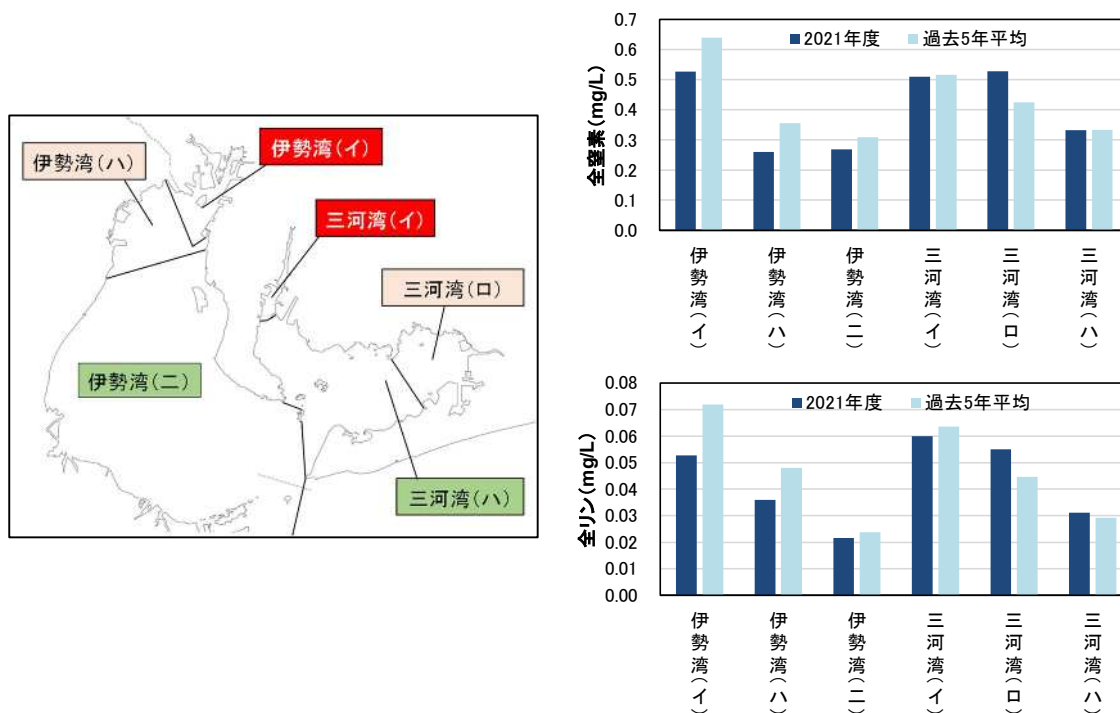 伊勢湾(ハ)
伊勢湾(イ)
三河湾(イ)
三河湾(ロ)
伊勢湾(ニ)
三河湾(ハ)
全窒素(mg/L)
0.7
0.6
0.5
0.4
0.3
0.2
0.1
0.0
2021年度 過去5年平均
伊勢湾(イ)
伊勢湾(ハ)
伊勢湾(ニ)
三河湾(イ)
三河湾(ロ)
三河湾(ハ)
全リン(mg/L)
0.08
0.07
0.06
0.05
0.04
0.03
0.02
0.01
0.00
2021年度 過去5年平均
伊勢湾(イ)
伊勢湾(ハ)
伊勢湾(ニ)
三河湾(イ)
三河湾(ロ)
三河湾(ハ)